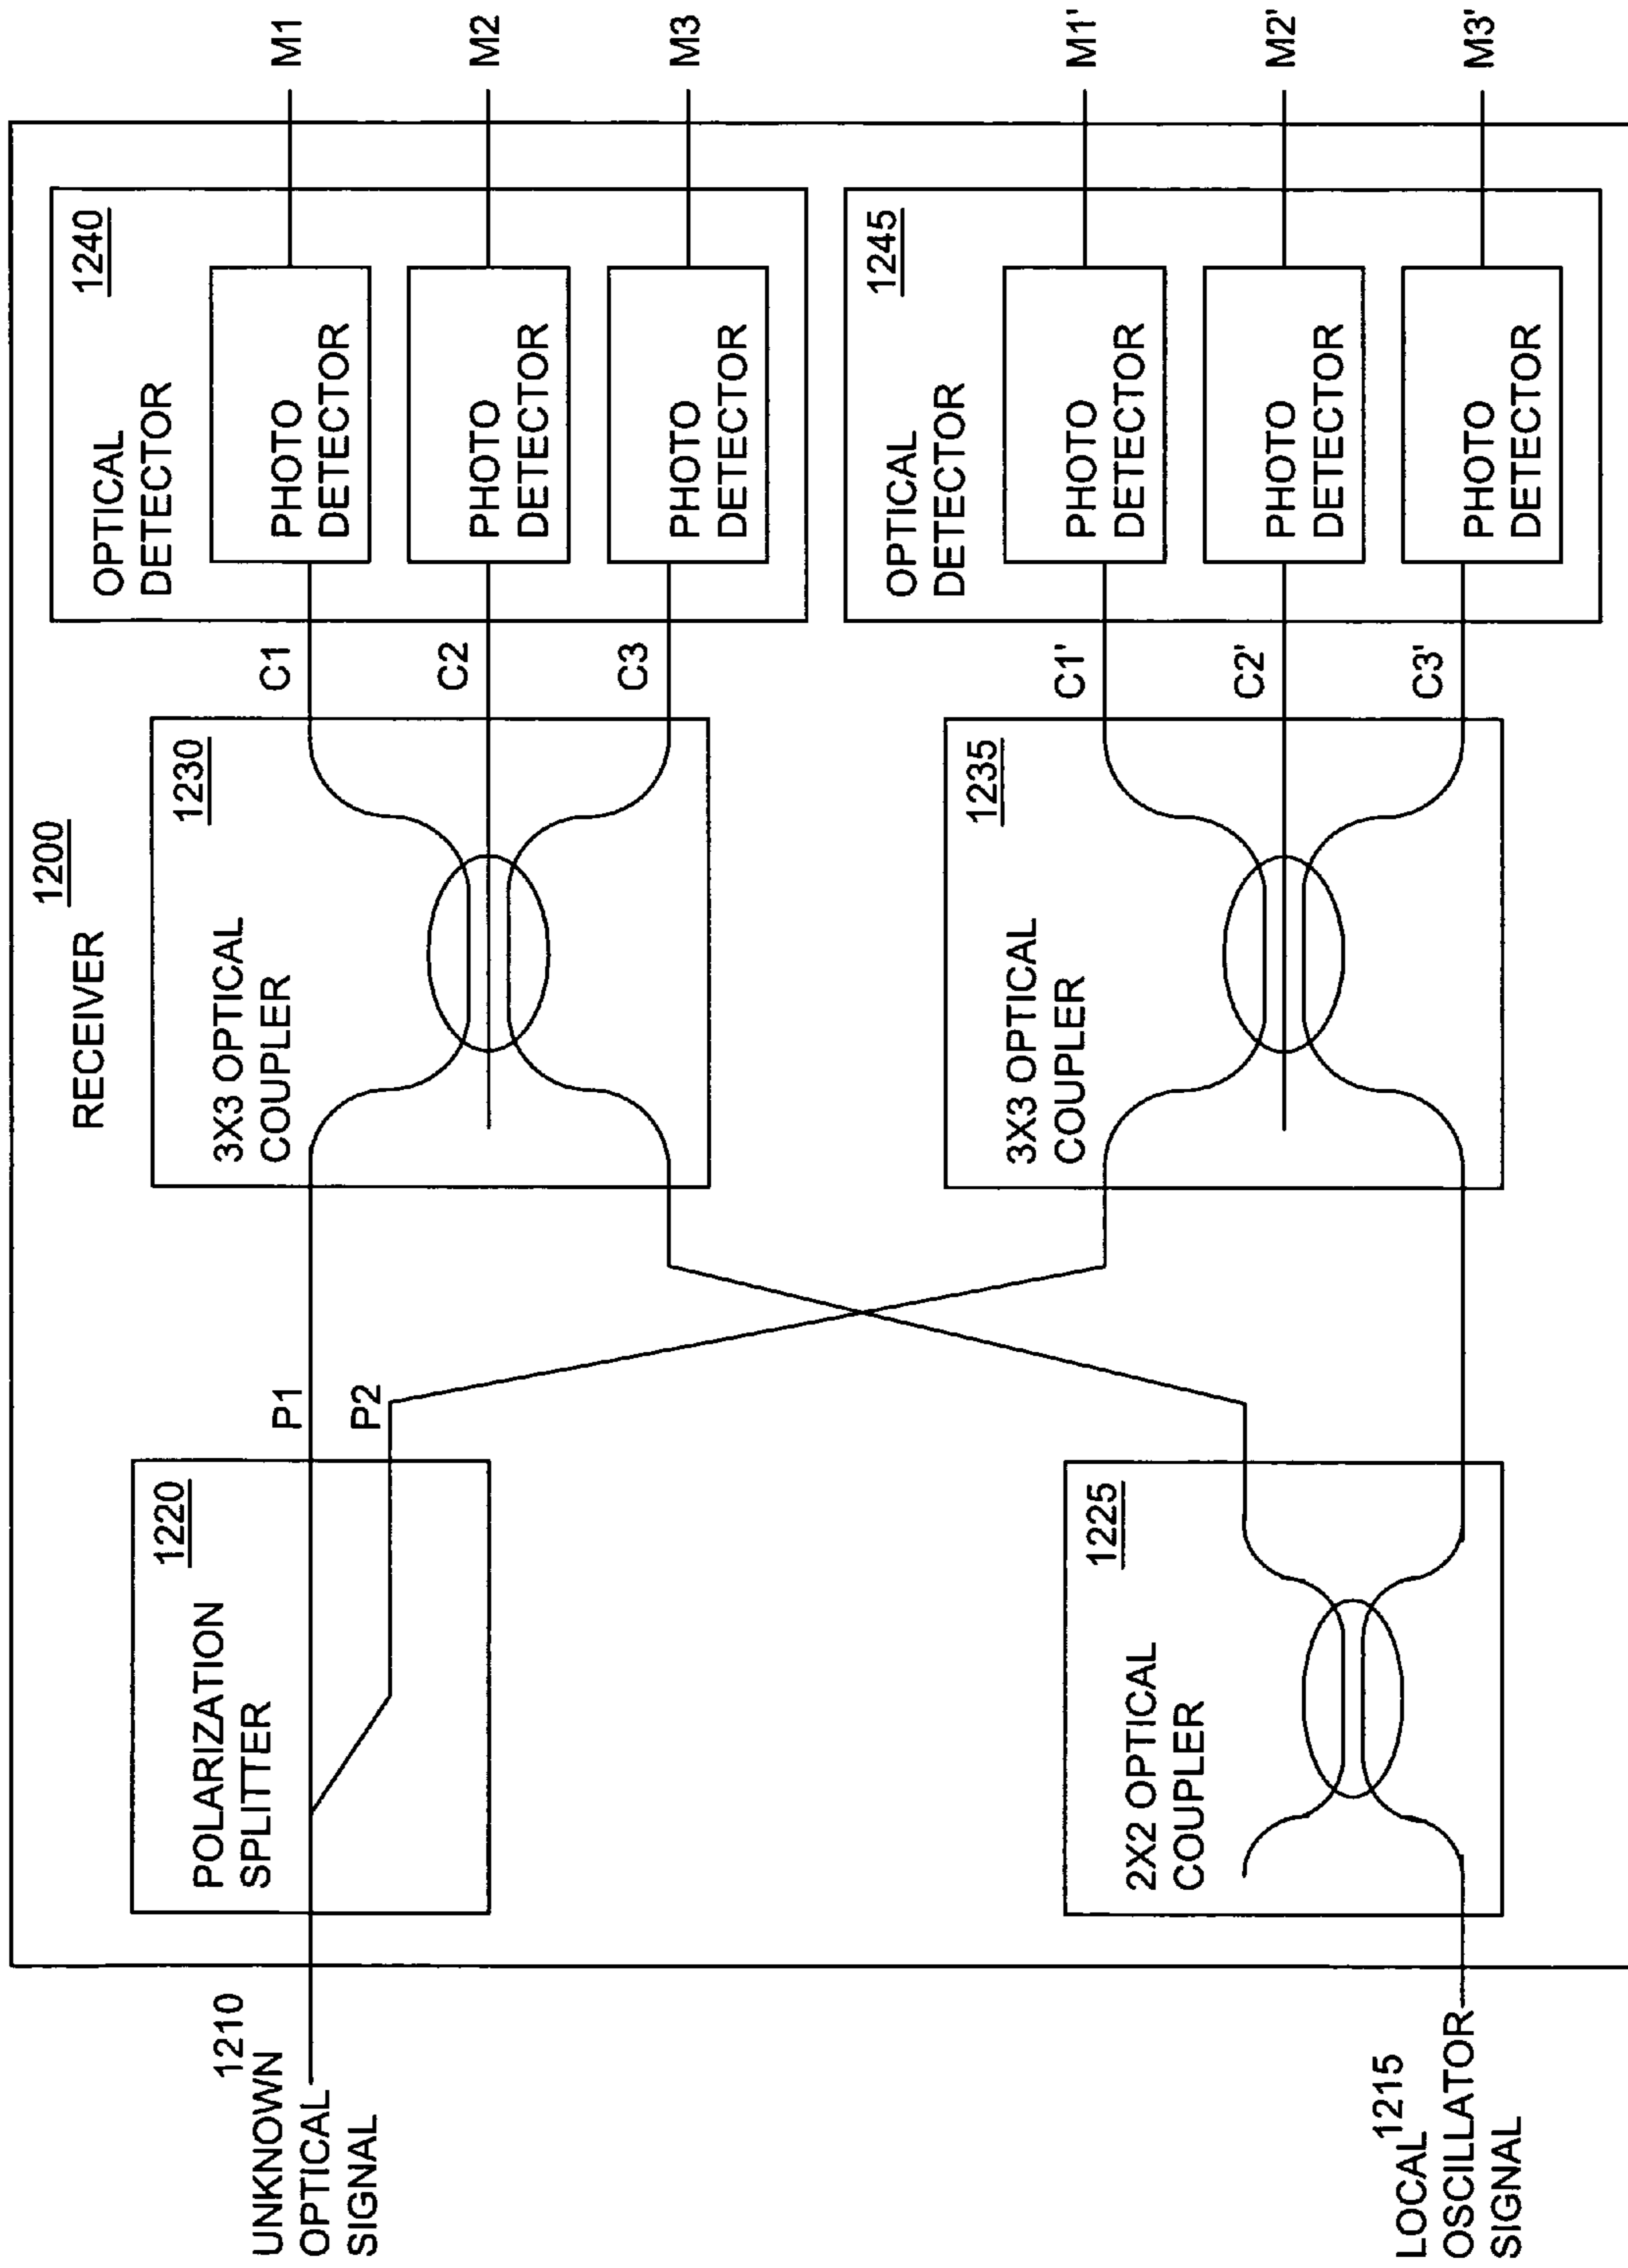 1200
RECEIVER
1210
UNKNOWN
OPTICAL
SIGNAL
1220
POLARIZATION
SPLITTER
P1
P2
1230
3X3 OPTICAL
COUPLER
C1
C2
C3
1240
OPTICAL
DETECTOR
PHOTO
DETECTOR
PHOTO
DETECTOR
PHOTO
DETECTOR
M1
M2
M3
1215
LOCAL
OSCILLATOR
SIGNAL
1225
2X2 OPTICAL
COUPLER
1235
3X3 OPTICAL
COUPLER
C1'
C2'
C3'
1245
OPTICAL
DETECTOR
PHOTO
DETECTOR
PHOTO
DETECTOR
PHOTO
DETECTOR
M1'
M2'
M3'